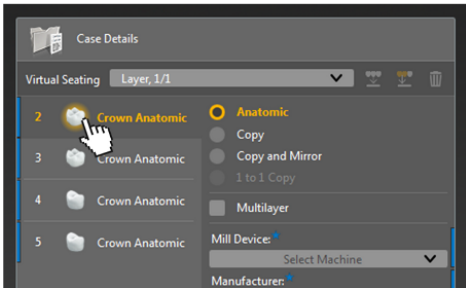 Case Details
Virtual Seating Layer, 1/1
2 Crown Anatomic
3 Crown Anatomic
4 Crown Anatomic
5 Crown Anatomic
Anatomic
Copy
Copy and Mirror
1 to 1 Copy
Multilayer
Mill Device:*
Select Machine
Manufacturer:*